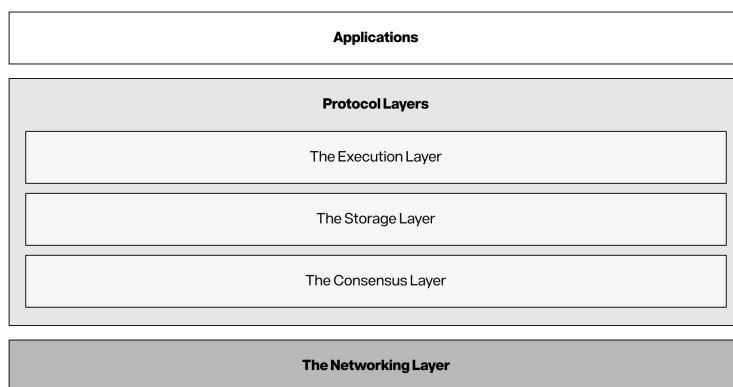 Applications
Protocol Layers
The Execution Layer
The Storage Layer
The Consensus Layer
The Networking Layer